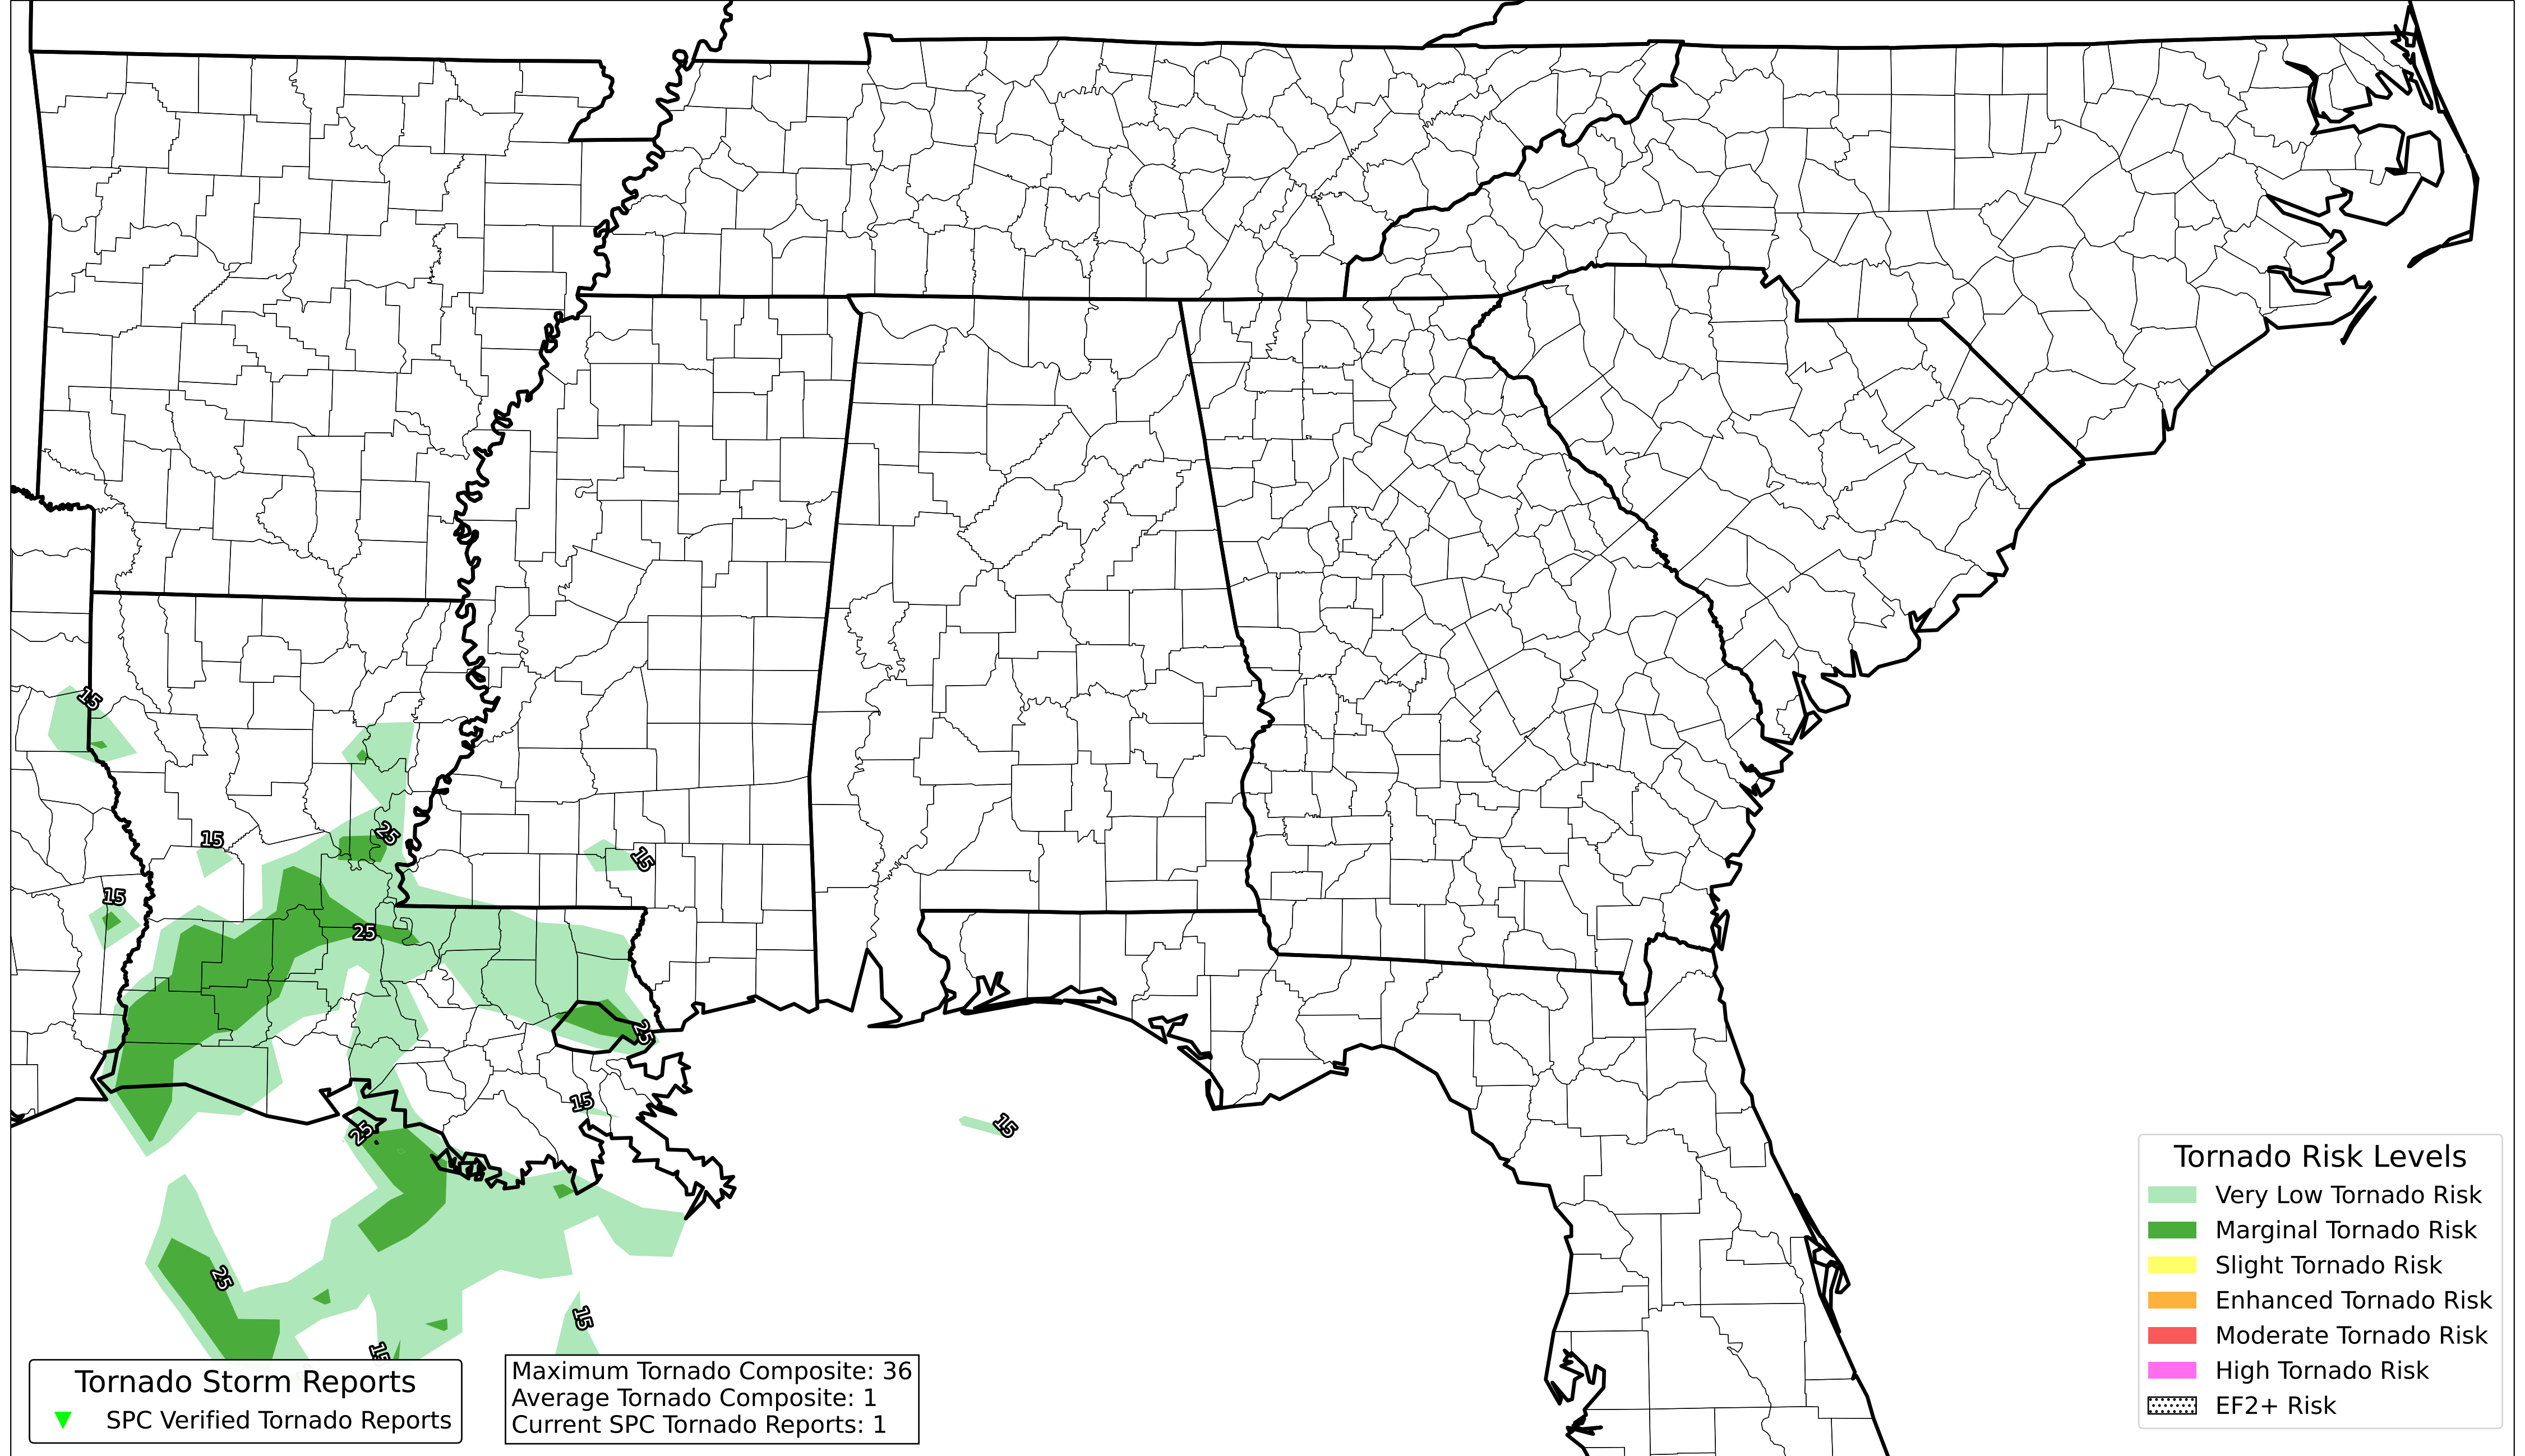 15
15
25
15
15
25
25
15
25
15
25
15
15
Tornado Storm Reports
SPC Verified Tornado Reports
Maximum Tornado Composite: 36
Average Tornado Composite: 1
Current SPC Tornado Reports: 1
Tornado Risk Levels
Very Low Tornado Risk
Marginal Tornado Risk
Slight Tornado Risk
Enhanced Tornado Risk
Moderate Tornado Risk
High Tornado Risk
EF2+ Risk